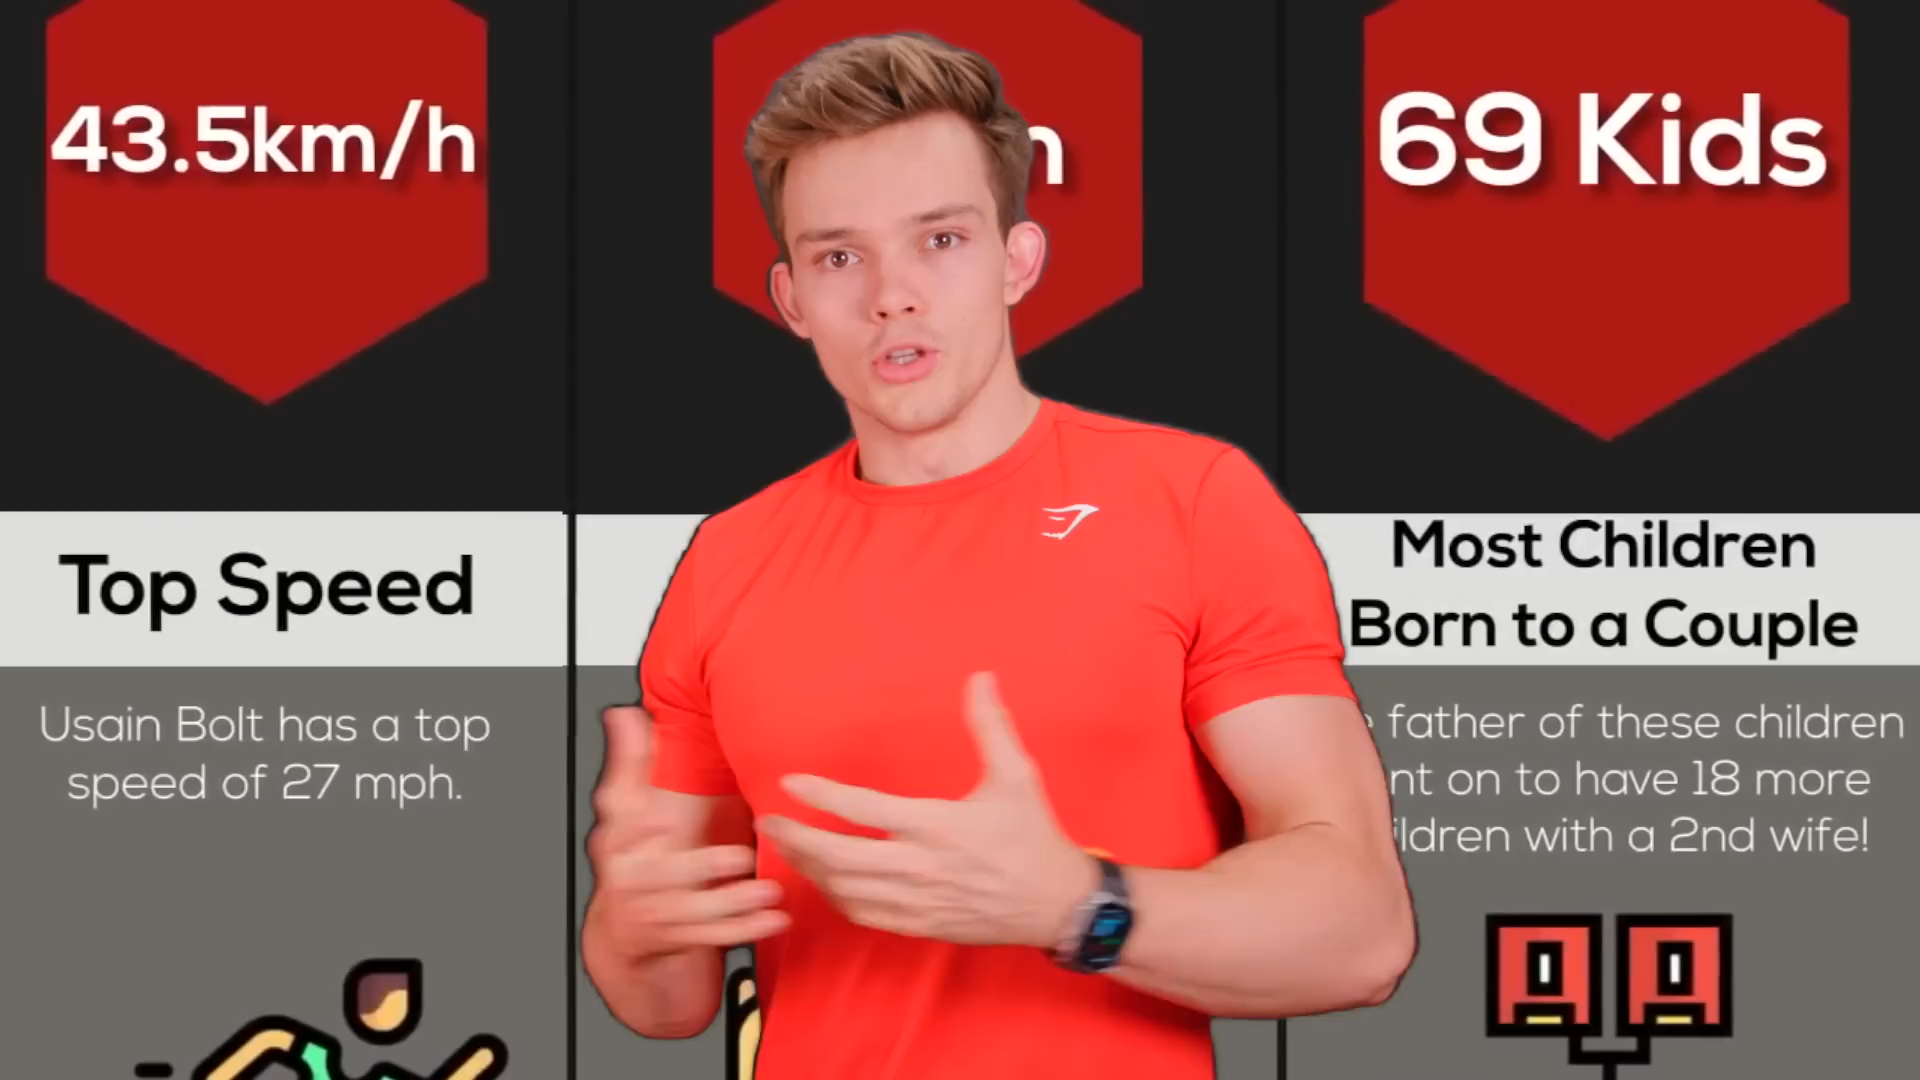 43.5km/h
69 Kids
Top Speed
Most Children
Born to a Couple
Usain Bolt has a top
speed of 27 mph.
father of these children
on to have 18 more
with a 2nd wife!